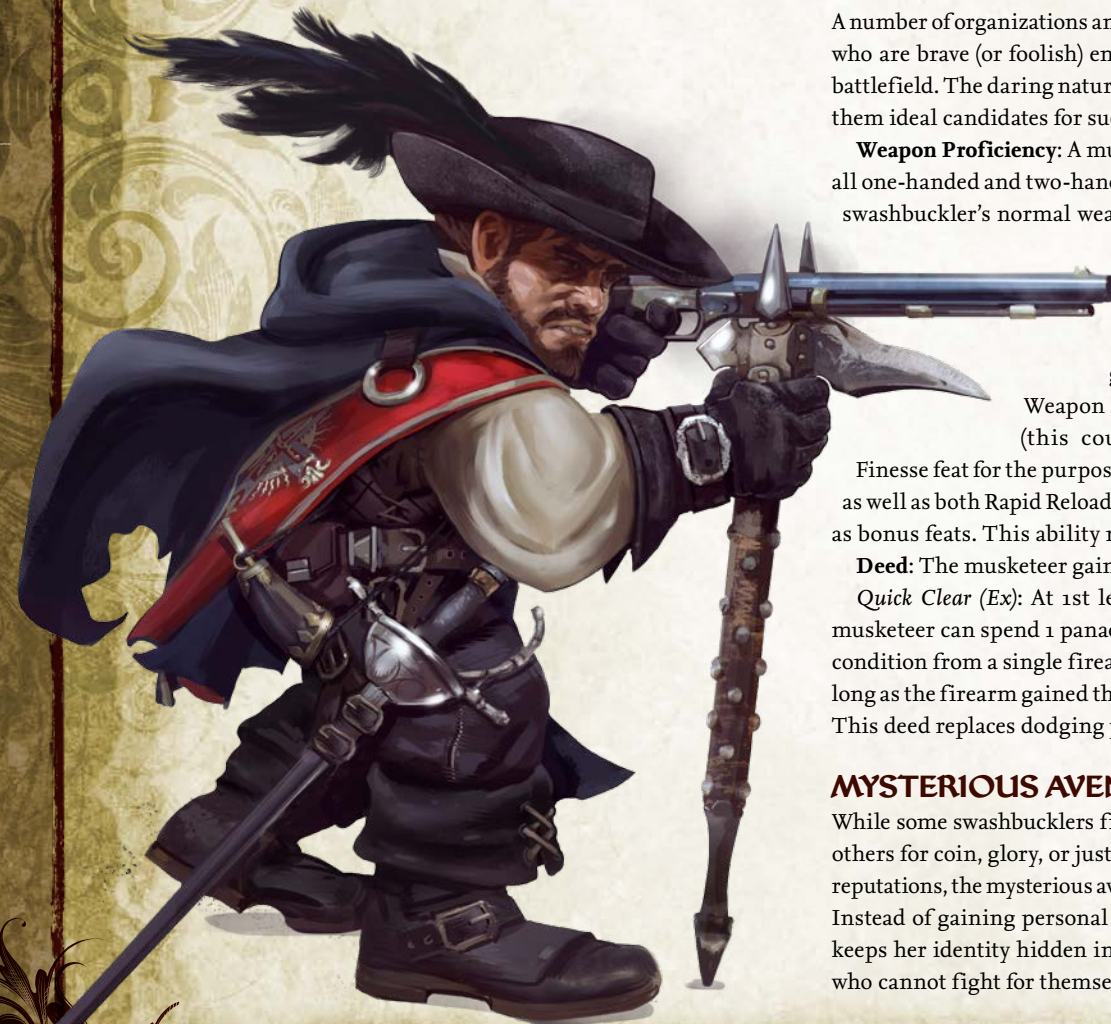 A number of organizations an
who are brave (or foolish) en
battlefield. The daring natur
them ideal candidates for su
Weapon Proficiency: A mu
all one-handed and two-hand
swashbuckler's normal wea
Weapon
(this cou
Finesse feat for the purpos
as well as both Rapid Reload
as bonus feats. This ability r
Deed: The musketeer gain
Quick Clear (Ex): At 1st le
musketeer can spend 1 panac
condition from a single firea
long as the firearm gained th
This deed replaces dodging
MYSTERIOUS AVEN
While some swashbucklers fi
others for coin, glory, or just
reputations, the mysterious av
Instead of gaining personal
keeps her identity hidden in
who cannot fight for themse